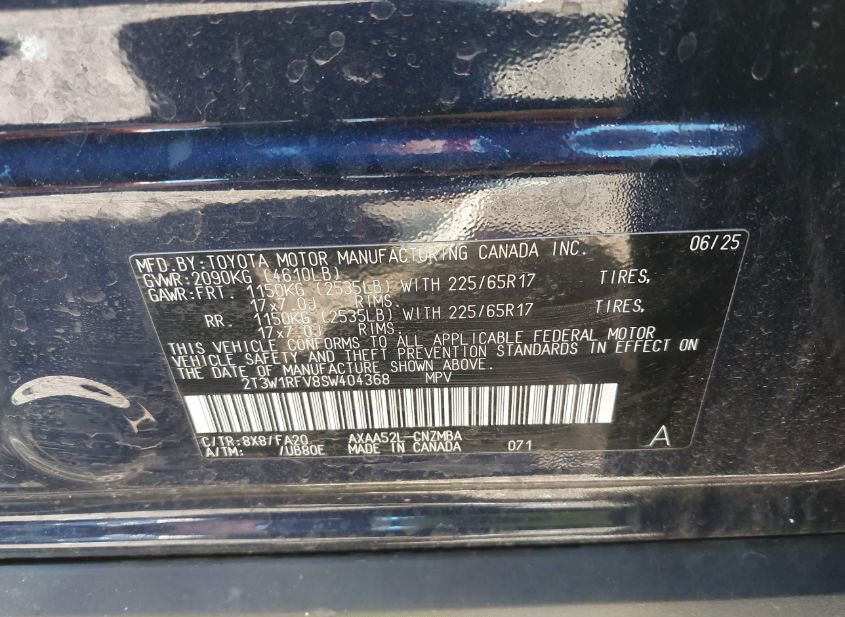 MFD.BY:TOYOTA MOTOR MANUFACTURING CANADA INC. 06/25
GVWR:2090KG (4610LB)
GAWR:FRT. 1150KG (2535LB) WITH 225/65R17 TIRES,
17x7.0J RIMS.
RR. 1150KG (2535LB) WITH 225/65R17 TIRES,
17x7.0J RIMS.
THIS VEHICLE CONFORMS TO ALL APPLICABLE FEDERAL MOTOR
VEHICLE SAFETY AND THEFT PREVENTION STANDARDS IN EFFECT ON
THE DATE OF MANUFACTURE SHOWN ABOVE.
2T3W1RFV8SW404368 MPV
C/TR:8X8/FA20 AXAA52L-CNZMBA
A/TM: /UB80E MADE IN CANADA 071 A